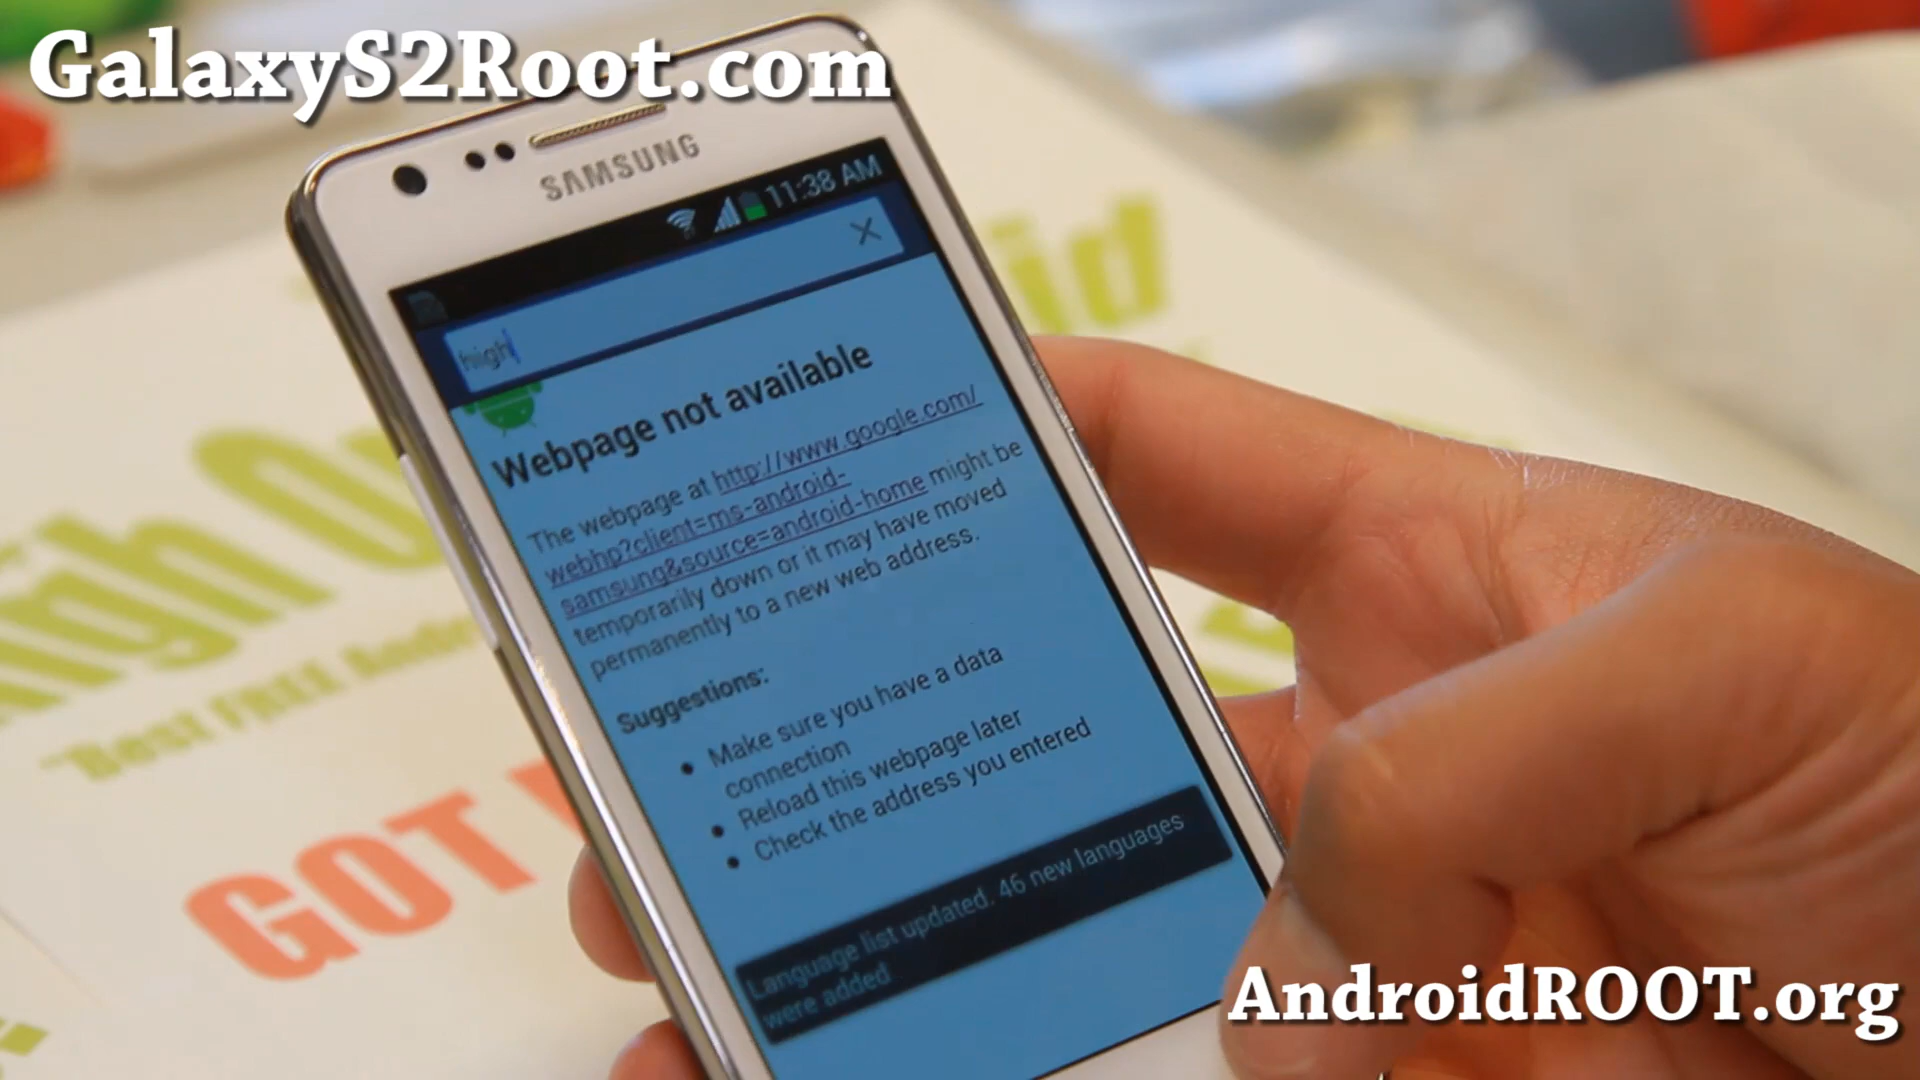 GalaxyS2Root.com
SAMSUNG
11:38 AM
high
Webpage not available
The webpage at http://www.google.com/
webhp?client=ms-android-
samsung&source=android-home might be
temporarily down or it may have moved
permanently to a new web address.
Suggestions:
Make sure you have a data
connection
Reload this webpage later
Check the address you entered
Language list updated. 46 new languages
were added
"Best FREE
GOT
AndroidROOT.org